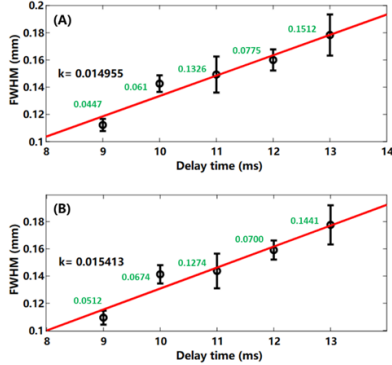 0.2
(A)
0.18
0.1512
0.0775
0.16
k= 0.014955
0.1326
0.061
0.14
0.0447
0.12
0.1
FWHM (mm)
8 9 10 11 12 13 14
Delay time (ms)
(B)
0.18
0.1441
0.0700
0.16
k= 0.015413
0.1274
0.0674
0.14
0.0512
0.12
0.1
FWHM (mm)
8 9 10 11 12 13
Delay time (ms)